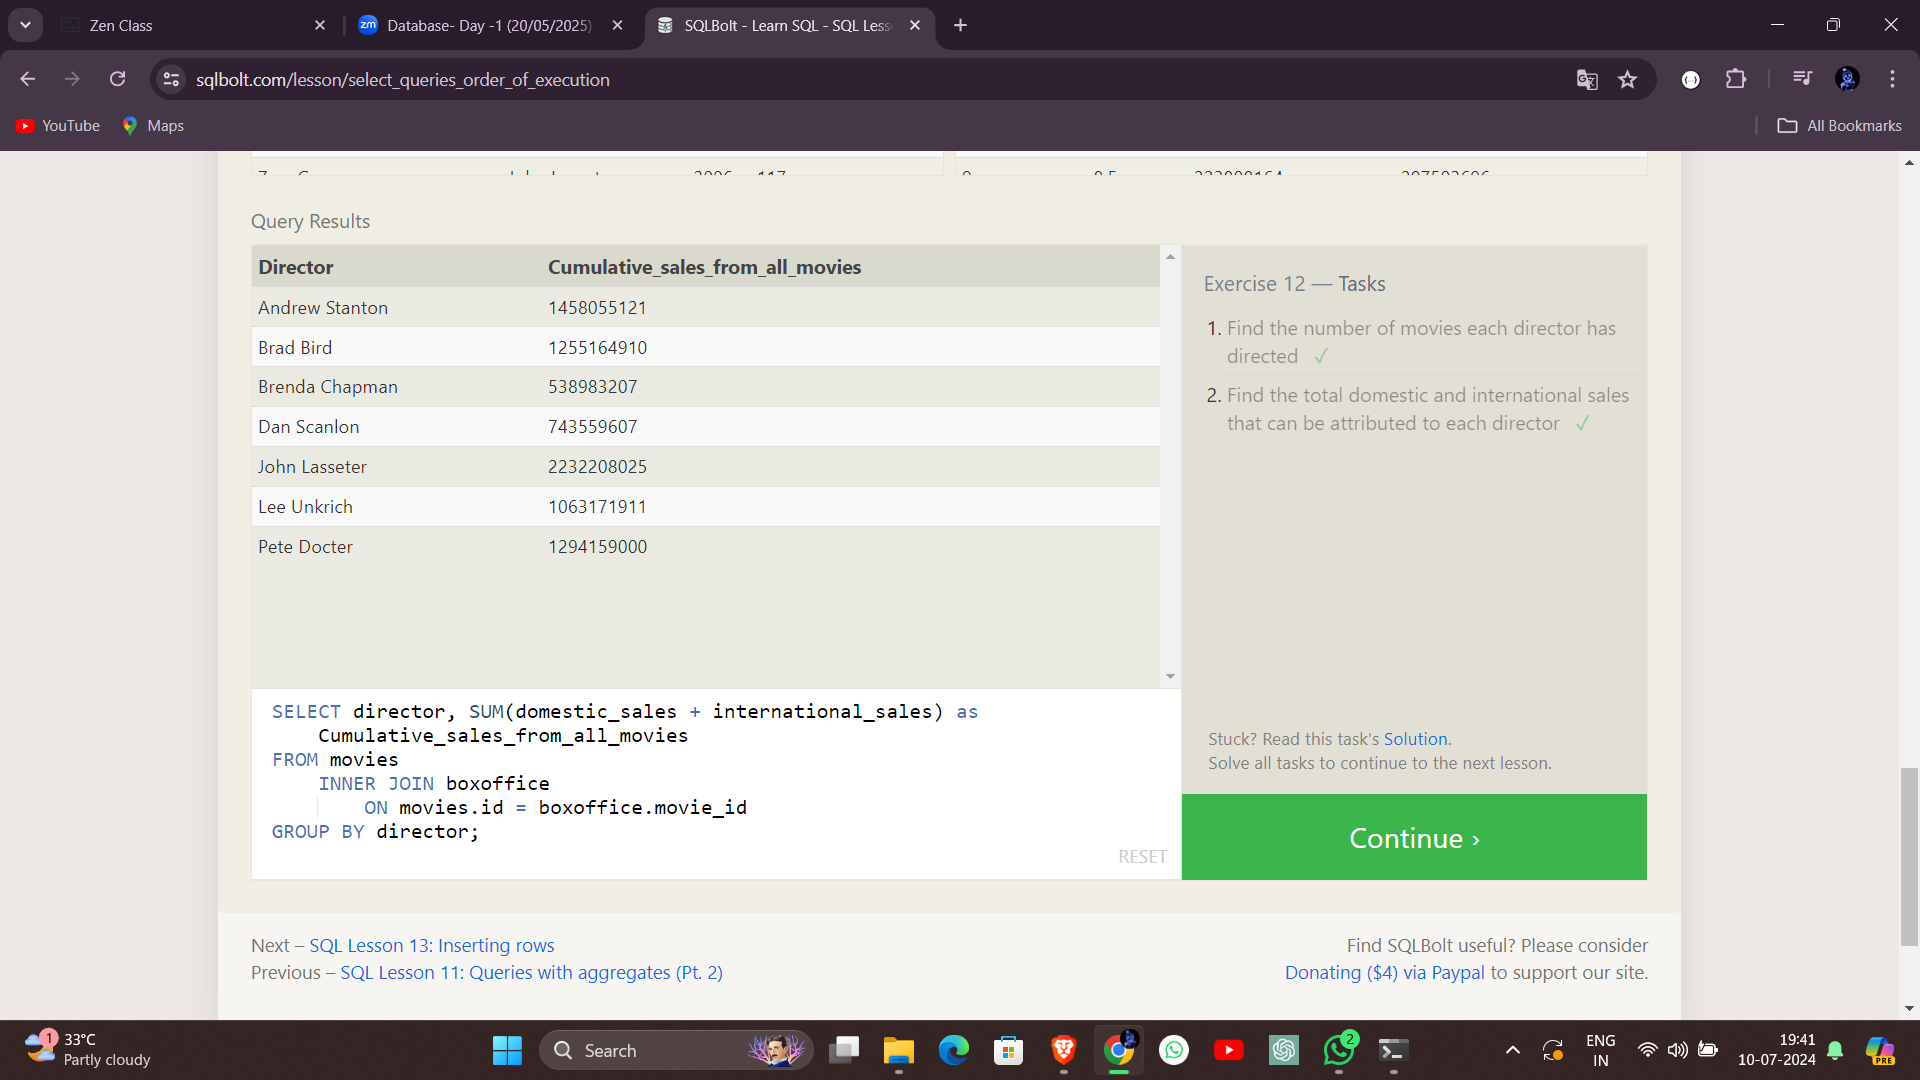 Zen Class
zm Database- Day -1 (20/05/2025)
SQLBolt - Learn SQL - SQL Less
sqlbolt.com/lesson/select_queries_order_of_execution
YouTube
Maps
All Bookmarks
Query Results
Director Cumulative_sales_from_all_movies
Andrew Stanton 1458055121
Brad Bird 1255164910
Brenda Chapman 538983207
Dan Scanlon 743559607
John Lasseter 2232208025
Lee Unkrich 1063171911
Pete Docter 1294159000
Exercise 12 — Tasks
1. Find the number of movies each director has
directed ✓
2. Find the total domestic and international sales
that can be attributed to each director ✓
Stuck? Read this task's Solution.
Solve all tasks to continue to the next lesson.
Continue ›
SELECT director, SUM(domestic_sales + international_sales) as
Cumulative_sales_from_all_movies
FROM movies
INNER JOIN boxoffice
ON movies.id = boxoffice.movie_id
GROUP BY director;
RESET
Next – SQL Lesson 13: Inserting rows
Previous – SQL Lesson 11: Queries with aggregates (Pt. 2)
Find SQLBolt useful? Please consider
Donating ($4) via Paypal to support our site.
1
33°C
Partly cloudy
Search
2
ENG
IN
19:41
10-07-2024
PRE